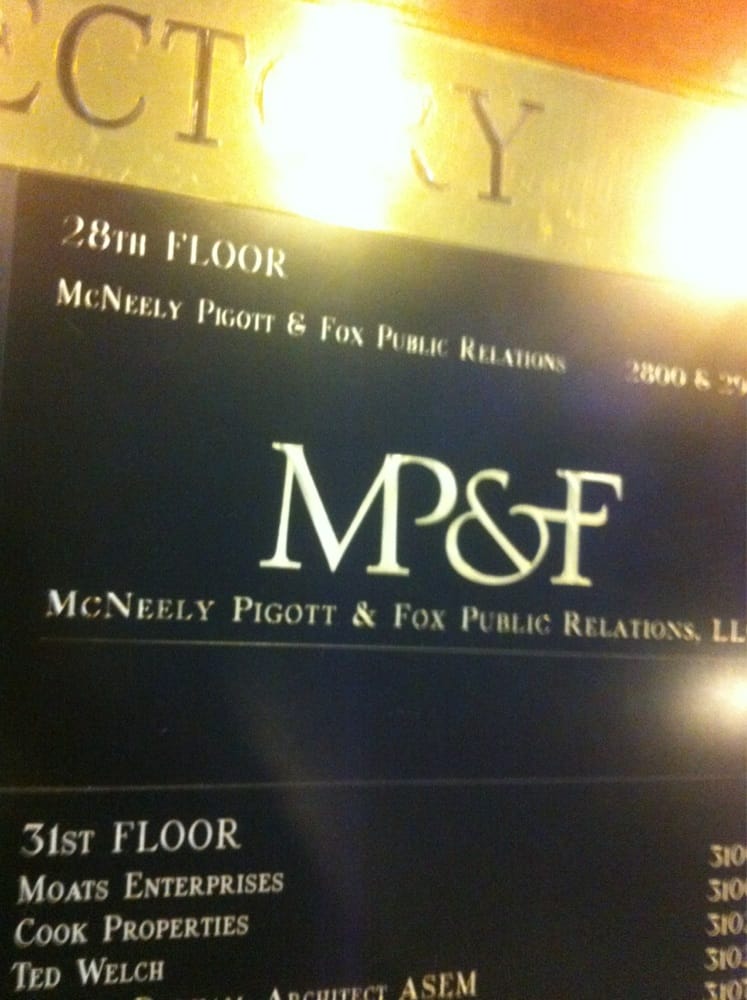 28TH FLOOR
MCNEELY PIGOTT & FOX PUBLIC RELATIONS 2800 &
MP&F
MCNEELY PIGOTT & FOX PUBLIC RELATIONS, LL
31ST FLOOR
MOATS ENTERPRISES
COOK PROPERTIES
TED WELCH
ARCHITECT ASEM